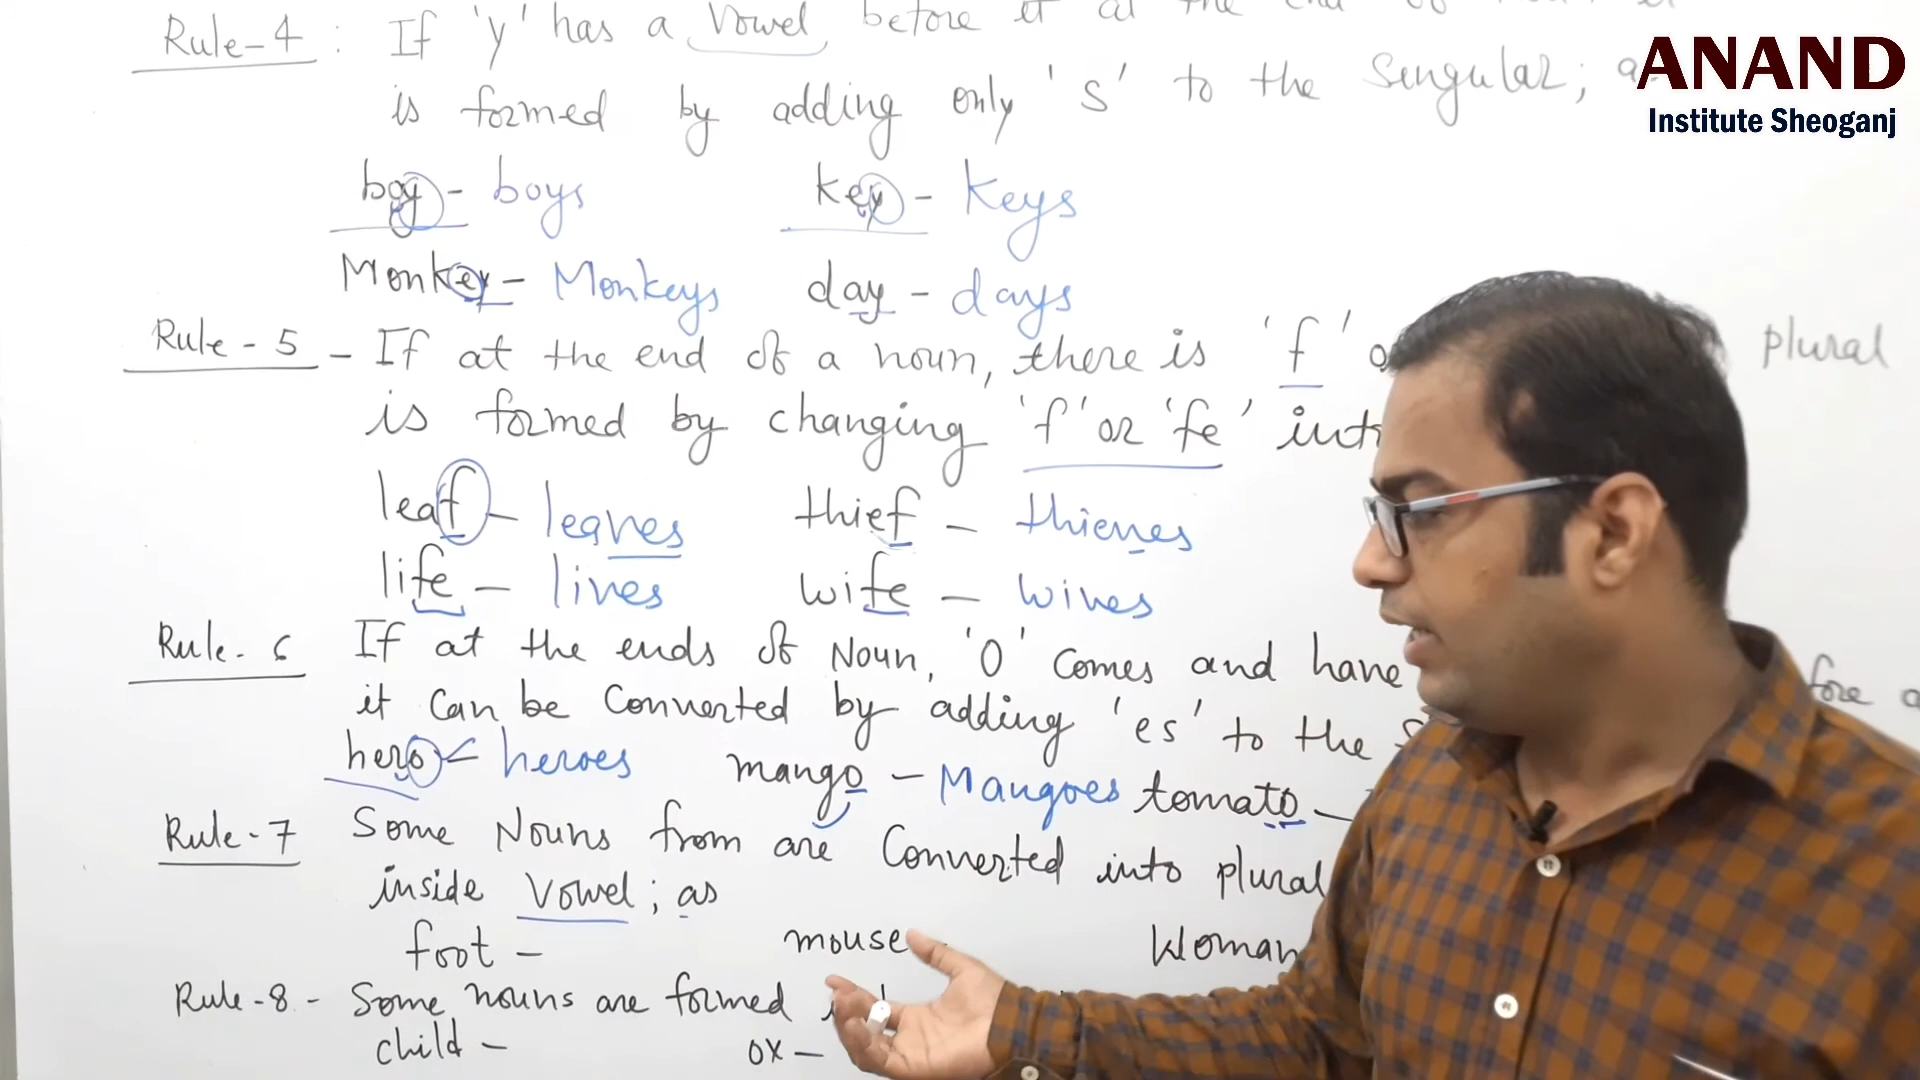 Rule-4 : If 'y' has a vowel before it at the end of
is formed by adding only 's' to the Singular;
ANAND
Institute Sheoganj
boy - boys key - keys
Monkey - Monkeys day - days
Rule - 5 - If at the end of a noun, there is 'f' plural
is formed by changing 'f' or 'fe' into
leaf - leaves thief - thieves
life - lives wife - wives
Rule - 6 If at the ends of Noun, 'O' Comes and have
it can be Converted by adding 'es' to the
hero - heroes mango - Mangoes tomato -
Rule - 7 Some Nouns from are Converted into plural
inside Vowel; as
foot - mouse - Woman
Rule - 8 - Some nouns are formed
child - ox -